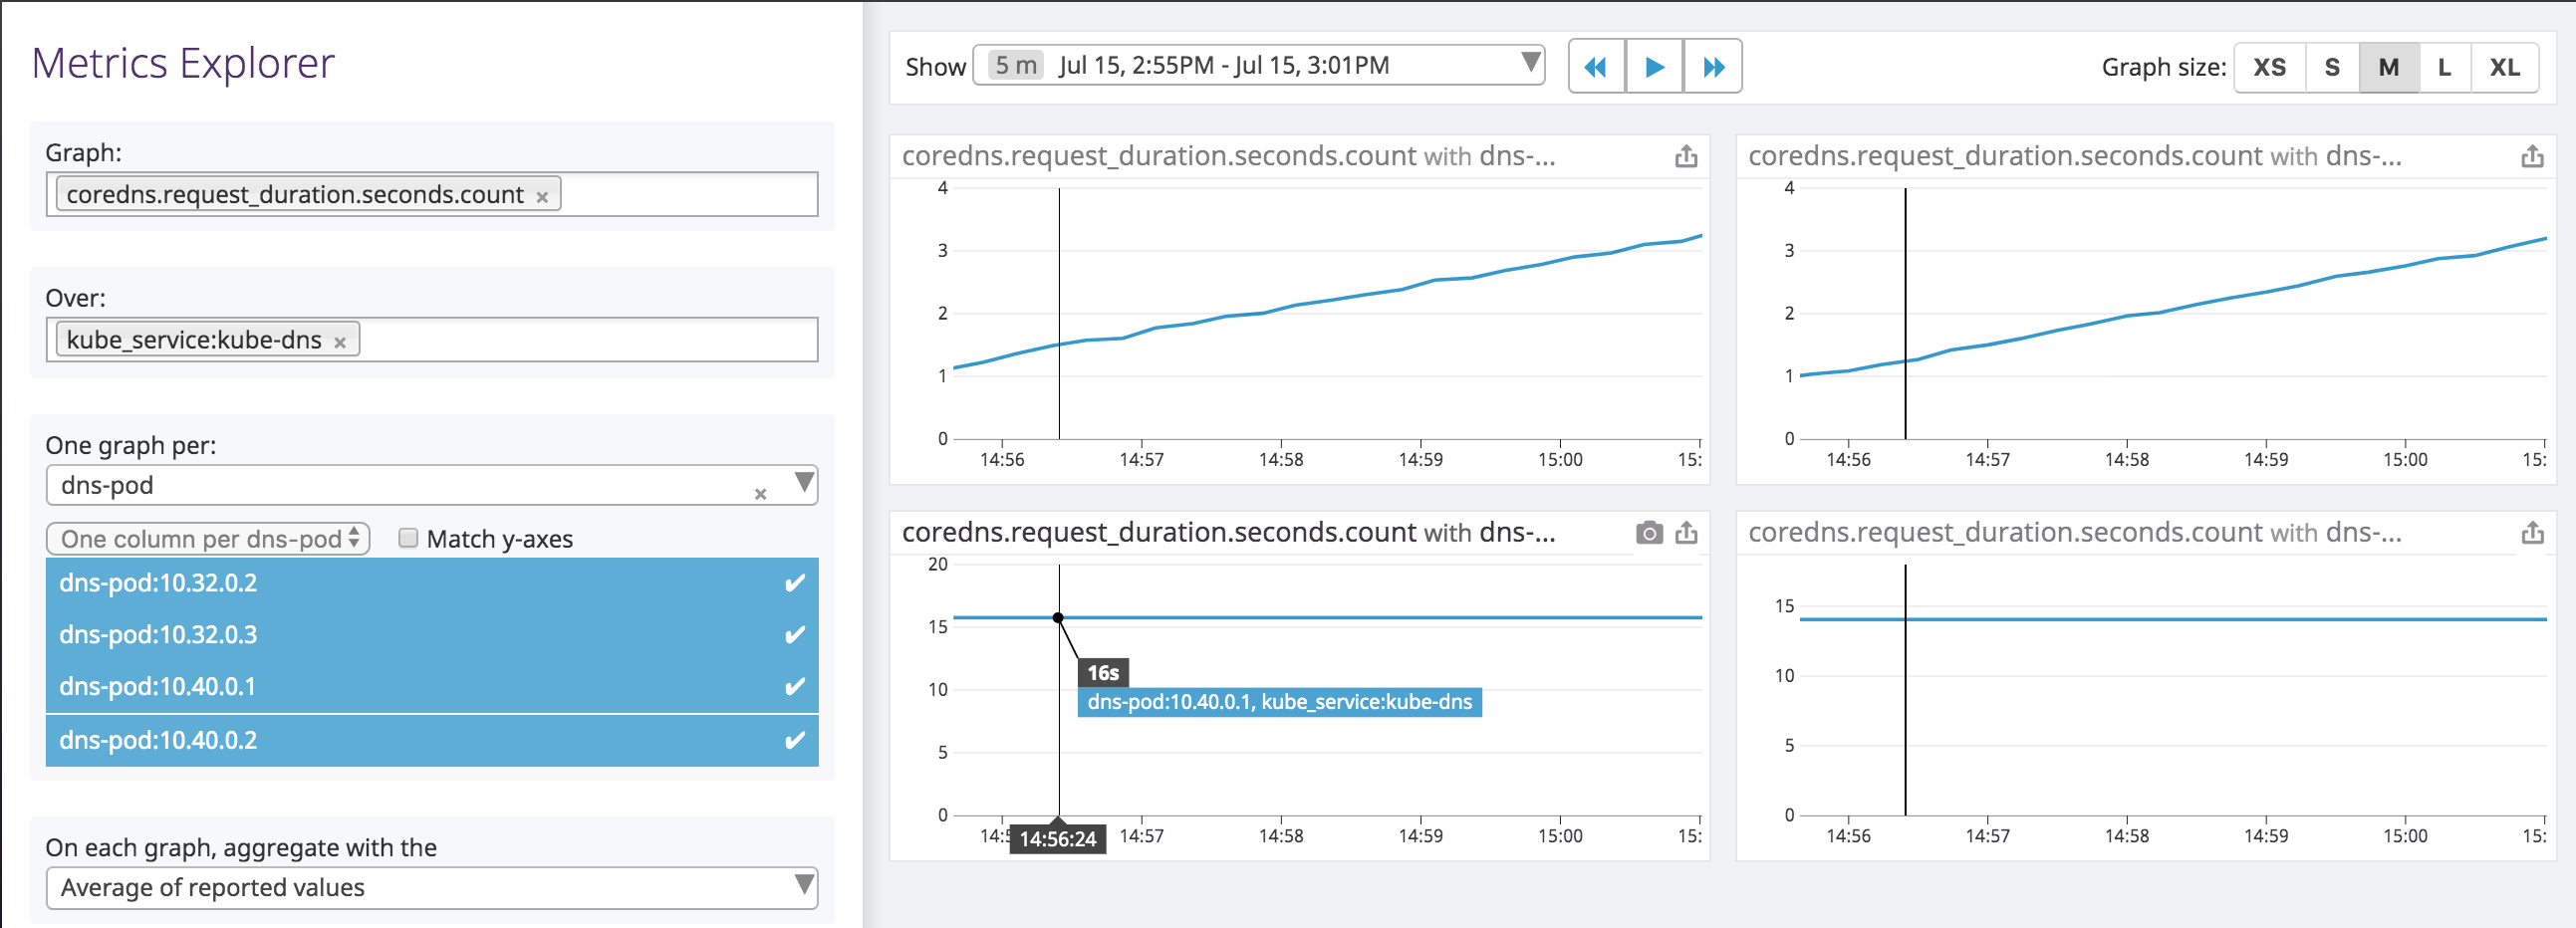 Metrics Explorer
Graph:
coredns.request_duration.seconds.count ×
Over:
kube_service:kube-dns ×
One graph per:
dns-pod ×
One column per dns-pod Match y-axes
dns-pod:10.32.0.2
dns-pod:10.32.0.3
dns-pod:10.40.0.1
dns-pod:10.40.0.2
On each graph, aggregate with the
Average of reported values
Show 5 m Jul 15, 2:55PM - Jul 15, 3:01PM
Graph size: XS S M L XL
coredns.request_duration.seconds.count with dns-...
4
3
2
1
0
14:56 14:57 14:58 14:59 15:00 15:
coredns.request_duration.seconds.count with dns-...
4
3
2
1
0
14:56 14:57 14:58 14:59 15:00 15:
coredns.request_duration.seconds.count with dns-...
20
15
10
5
0
16s
dns-pod:10.40.0.1, kube_service:kube-dns
14:5 14:56:24 14:57 14:58 14:59 15:00 15:
coredns.request_duration.seconds.count with dns-...
15
10
5
0
14:56 14:57 14:58 14:59 15:00 15: